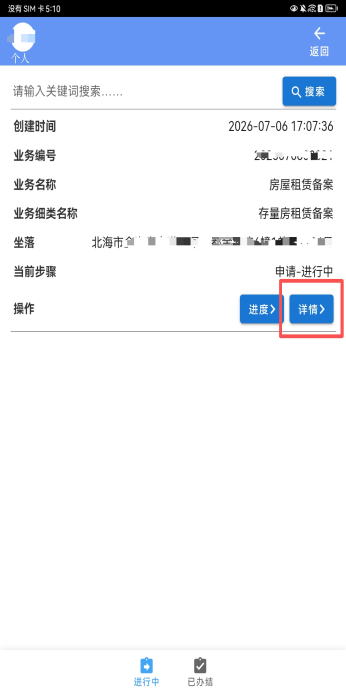 没有 SIM 卡 5:10
个人
返回
请输入关键词搜索……
搜索
创建时间 2026-07-06 17:07:36
业务编号
业务名称 房屋租赁备案
业务细类名称 存量房租赁备案
坐落 北海市
当前步骤 申请-进行中
操作 进度 详情
进行中 已办结